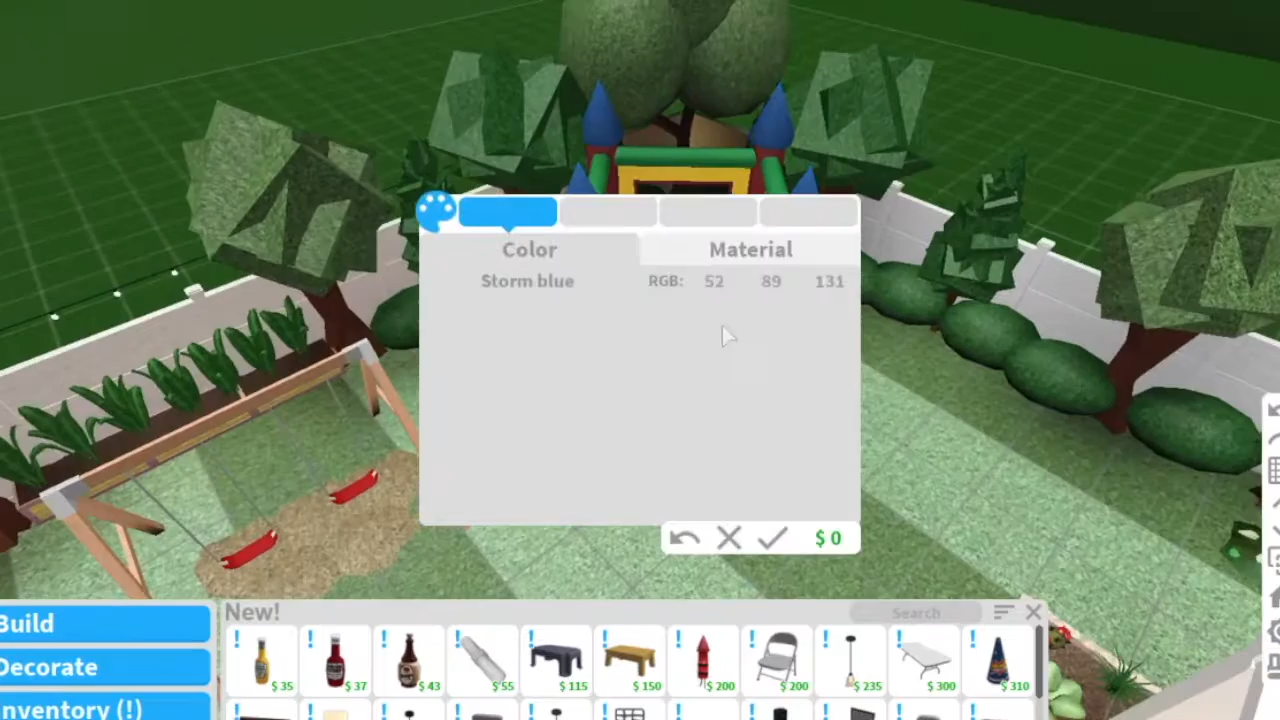 Color
Material
Storm blue
RGB: 52 89 131
$ 0
Build
Decorate
Inventory (!)
New!
Search
! ! ! ! ! ! ! ! ! ! !
$ 35 $ 37 $ 43 $ 55 $ 115 $ 150 $ 200 $ 200 $ 235 $ 300 $ 310
! ! ! ! ! ! ! ! ! ! !